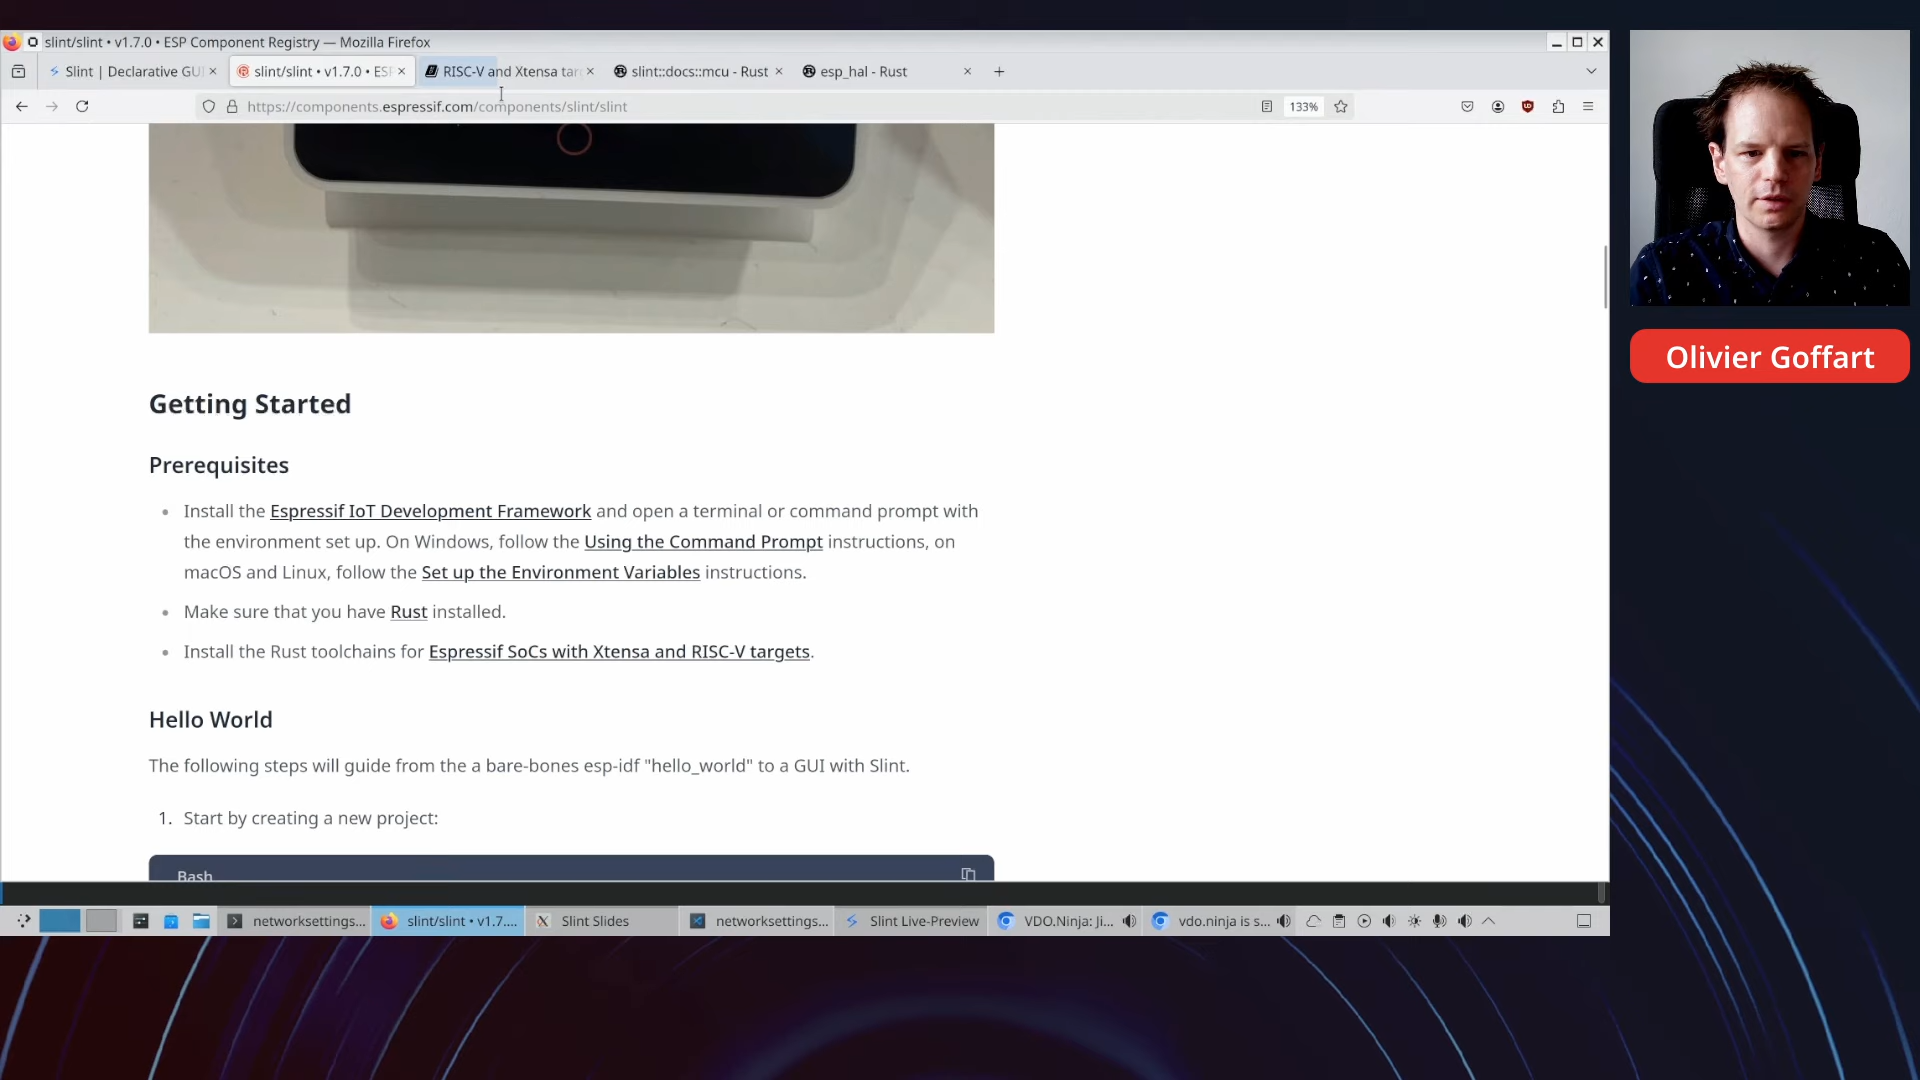 slint/slint • v1.7.0 • ESP Component Registry — Mozilla Firefox
Slint | Declarative GU
slint/slint • v1.7.0 • ES
RISC-V and Xtensa tar
slint::docs::mcu - Rust
esp_hal - Rust
https://components.espressif.com/components/slint/slint
133%
Getting Started
Prerequisites
Install the Espressif IoT Development Framework and open a terminal or command prompt with
the environment set up. On Windows, follow the Using the Command Prompt instructions, on
macOS and Linux, follow the Set up the Environment Variables instructions.
Make sure that you have Rust installed.
Install the Rust toolchains for Espressif SoCs with Xtensa and RISC-V targets.
Hello World
The following steps will guide from the a bare-bones esp-idf "hello_world" to a GUI with Slint.
1. Start by creating a new project:
Bash
networksettings...
slint/slint • v1.7....
Slint Slides
networksettings...
Slint Live-Preview
VDO.Ninja: Ji...
vdo.ninja is s...
Olivier Goffart